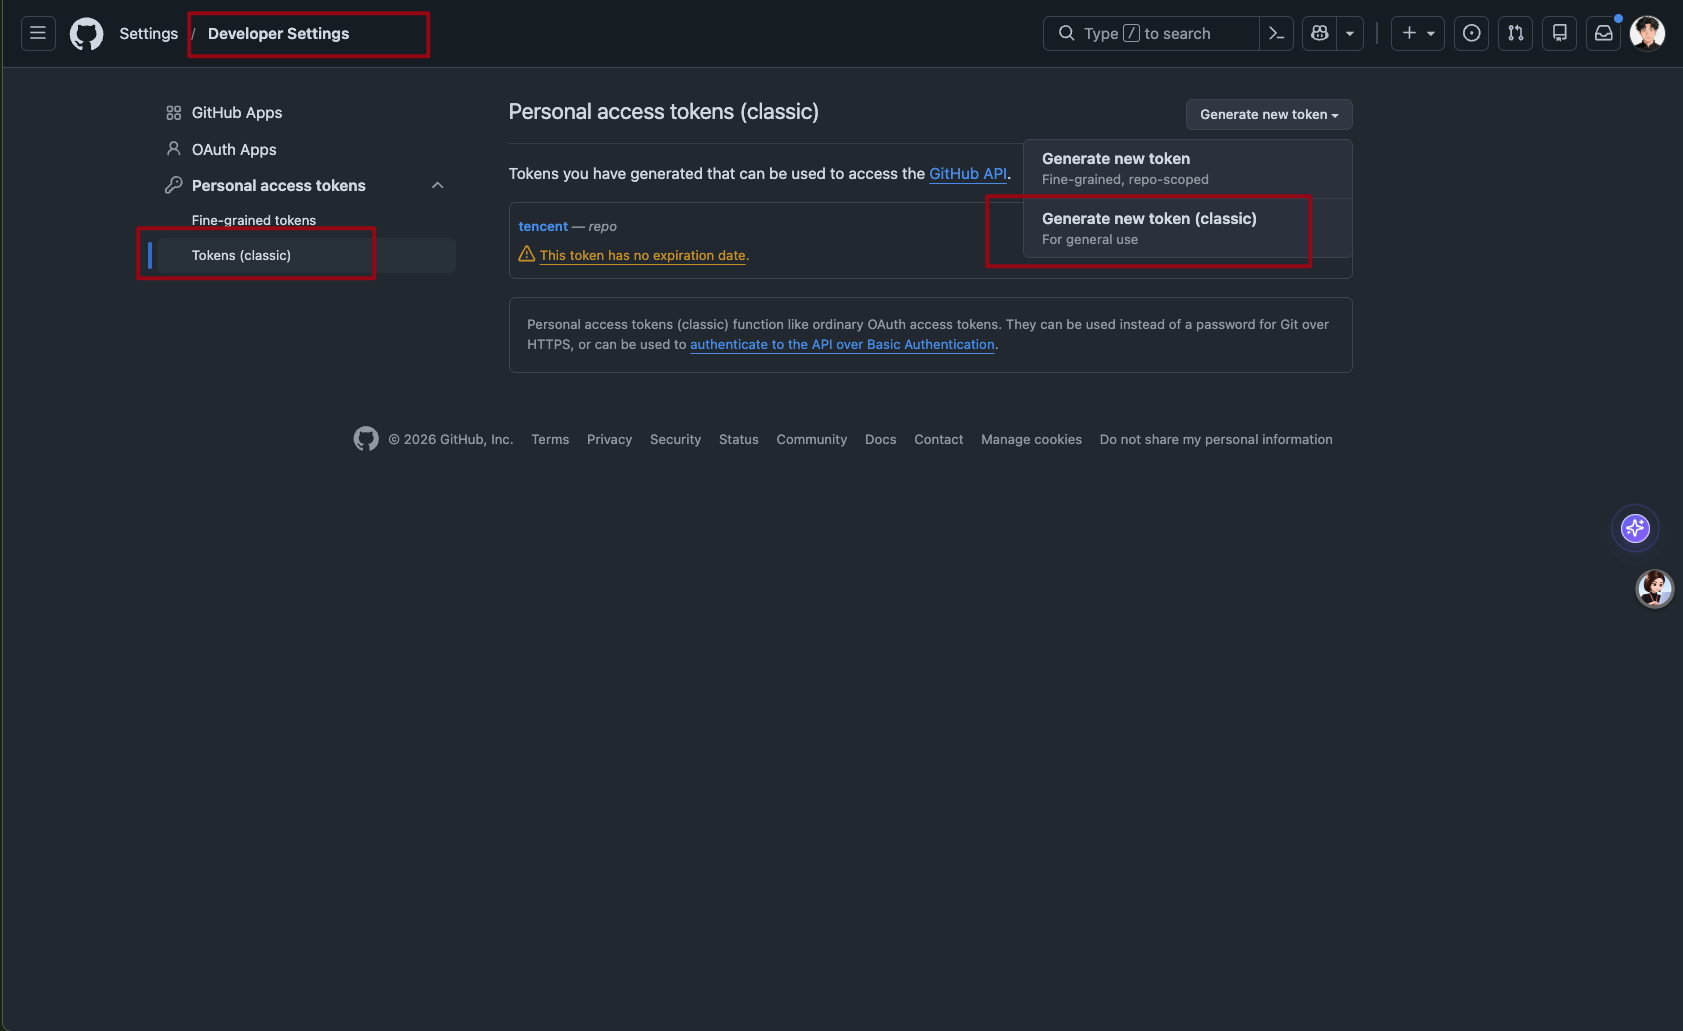 Settings / Developer Settings
Type / to search
GitHub Apps
OAuth Apps
Personal access tokens
Fine-grained tokens
Tokens (classic)
Personal access tokens (classic)
Generate new token
Generate new token
Fine-grained, repo-scoped
Generate new token (classic)
For general use
Tokens you have generated that can be used to access the GitHub API.
tencent — repo
This token has no expiration date.
Personal access tokens (classic) function like ordinary OAuth access tokens. They can be used instead of a password for Git over
HTTPS, or can be used to authenticate to the API over Basic Authentication.
© 2026 GitHub, Inc. Terms Privacy Security Status Community Docs Contact Manage cookies Do not share my personal information